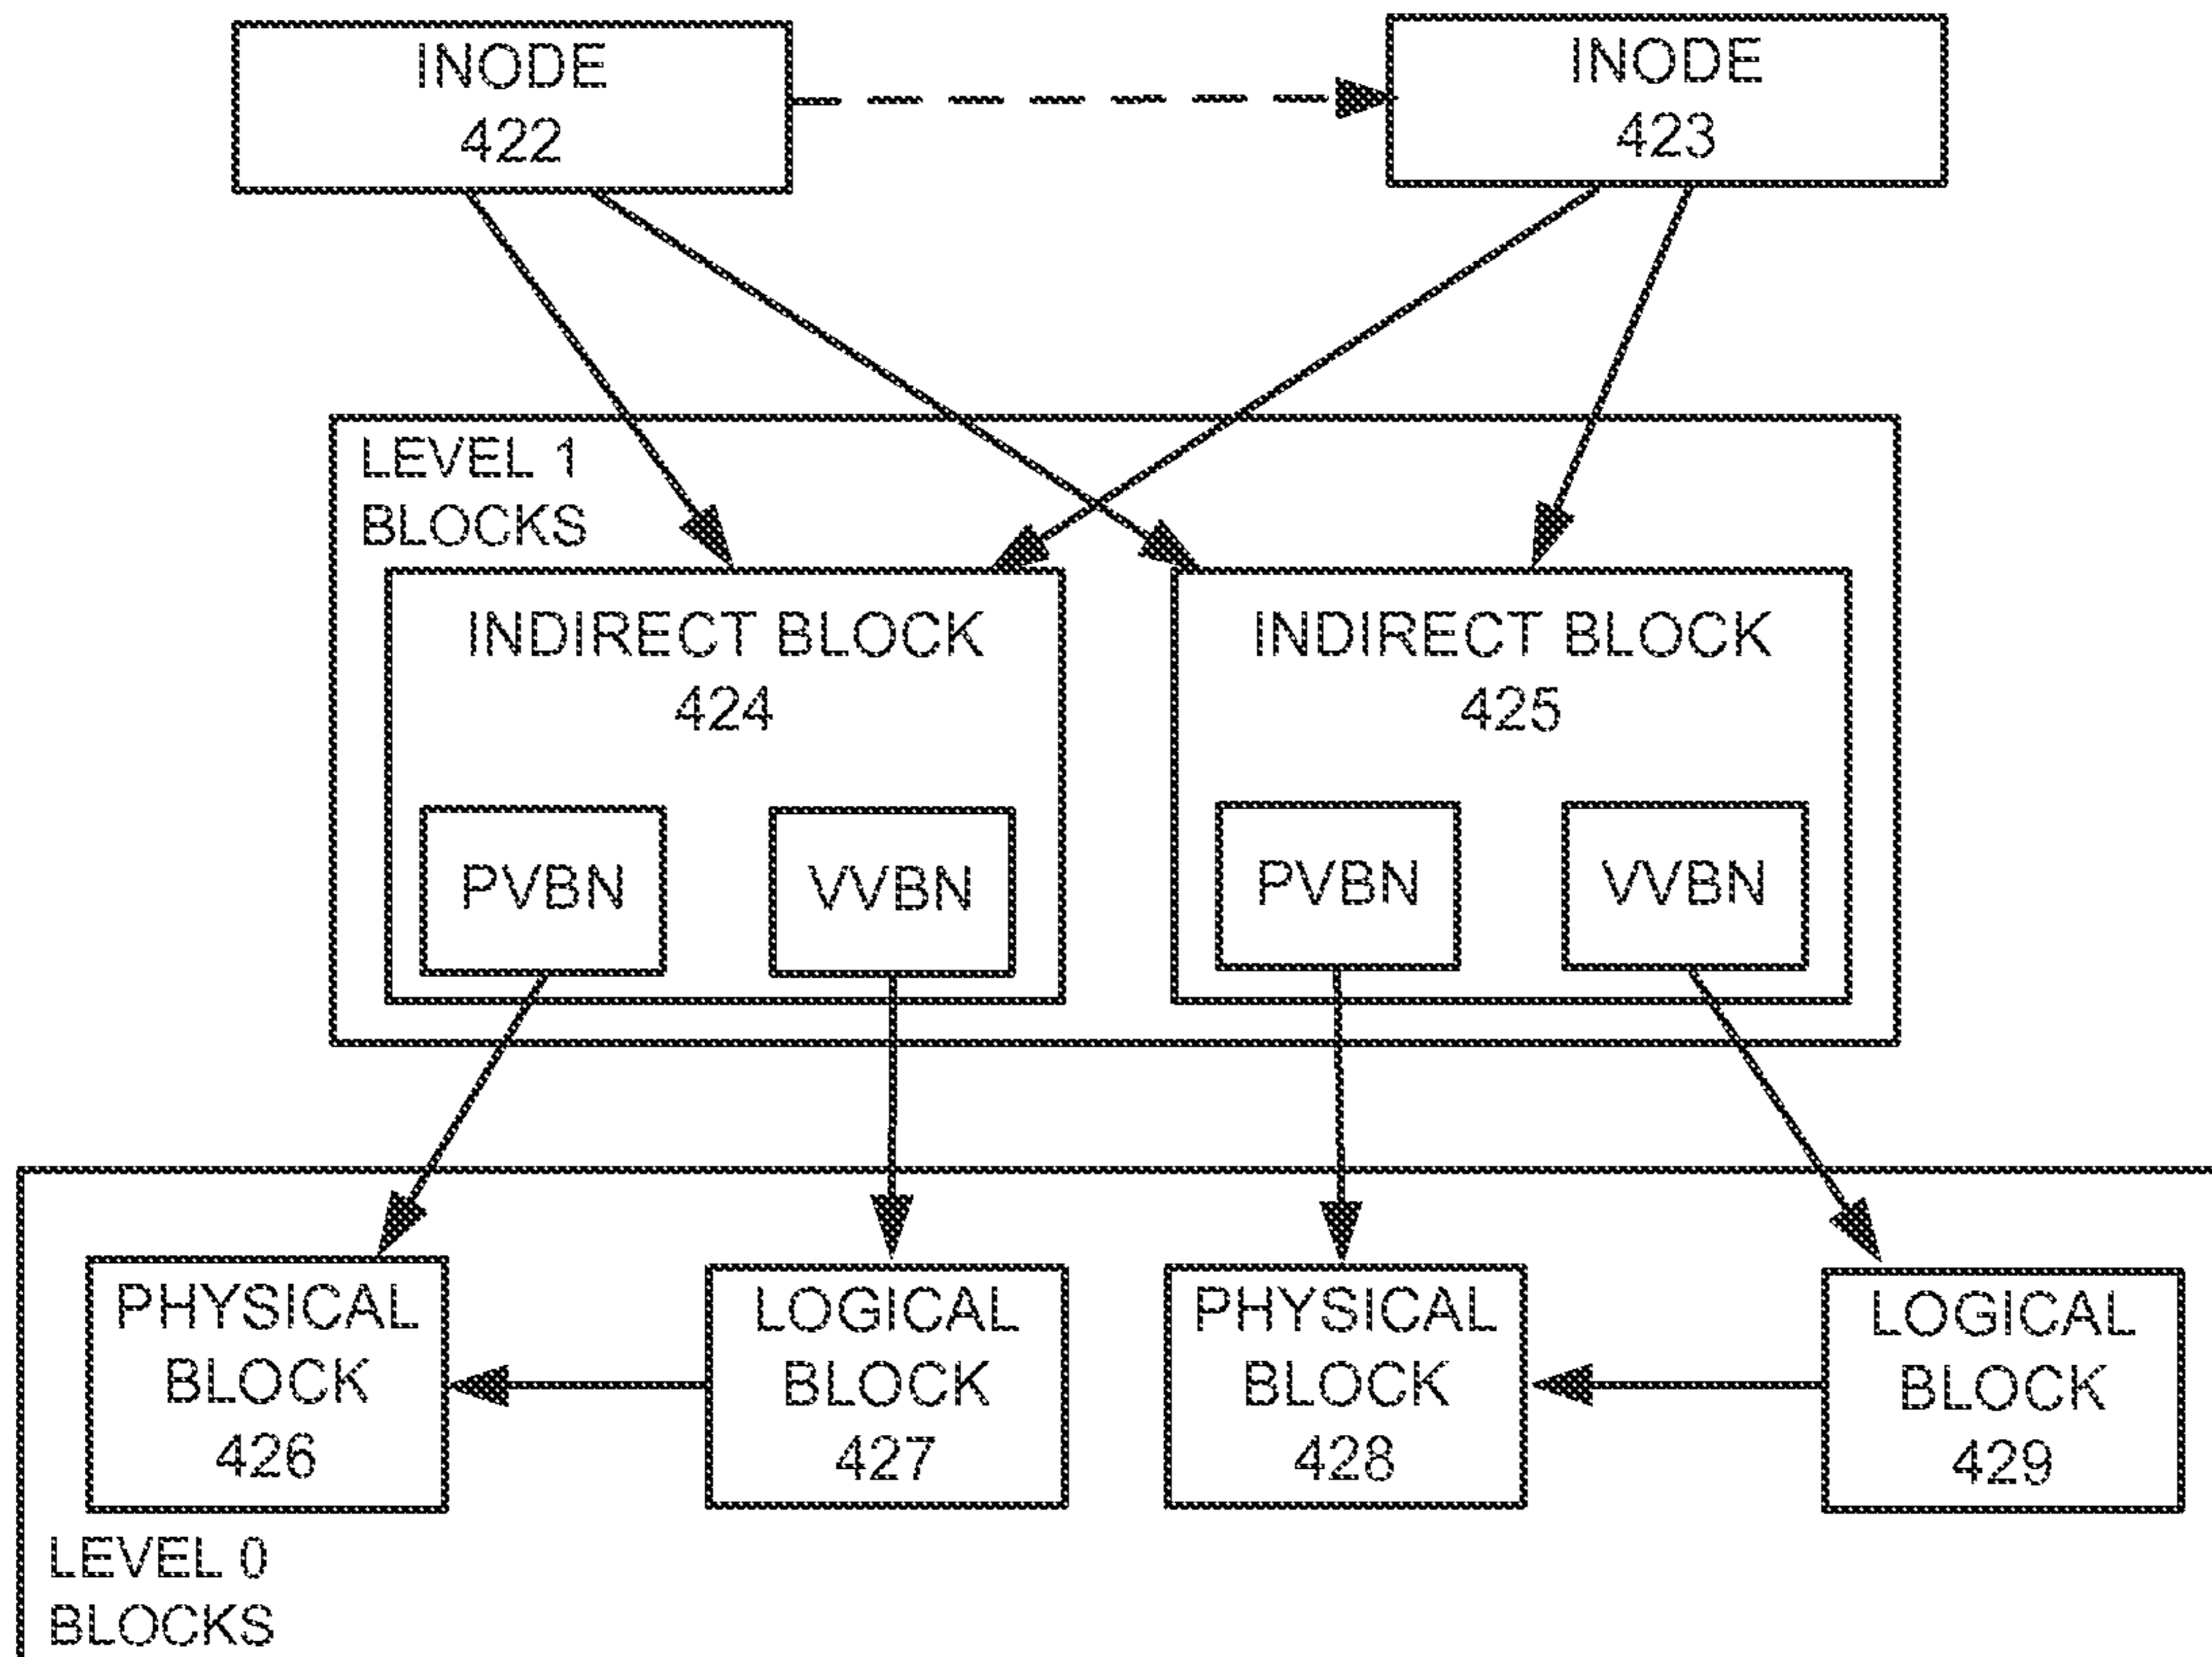 INODE
422
INODE
423
LEVEL 1
BLOCKS
INDIRECT BLOCK
424
INDIRECT BLOCK
425
PVBN
VVBN
PVBN
VVBN
PHYSICAL
BLOCK
426
LOGICAL
BLOCK
427
PHYSICAL
BLOCK
428
LOGICAL
BLOCK
429
LEVEL 0
BLOCKS